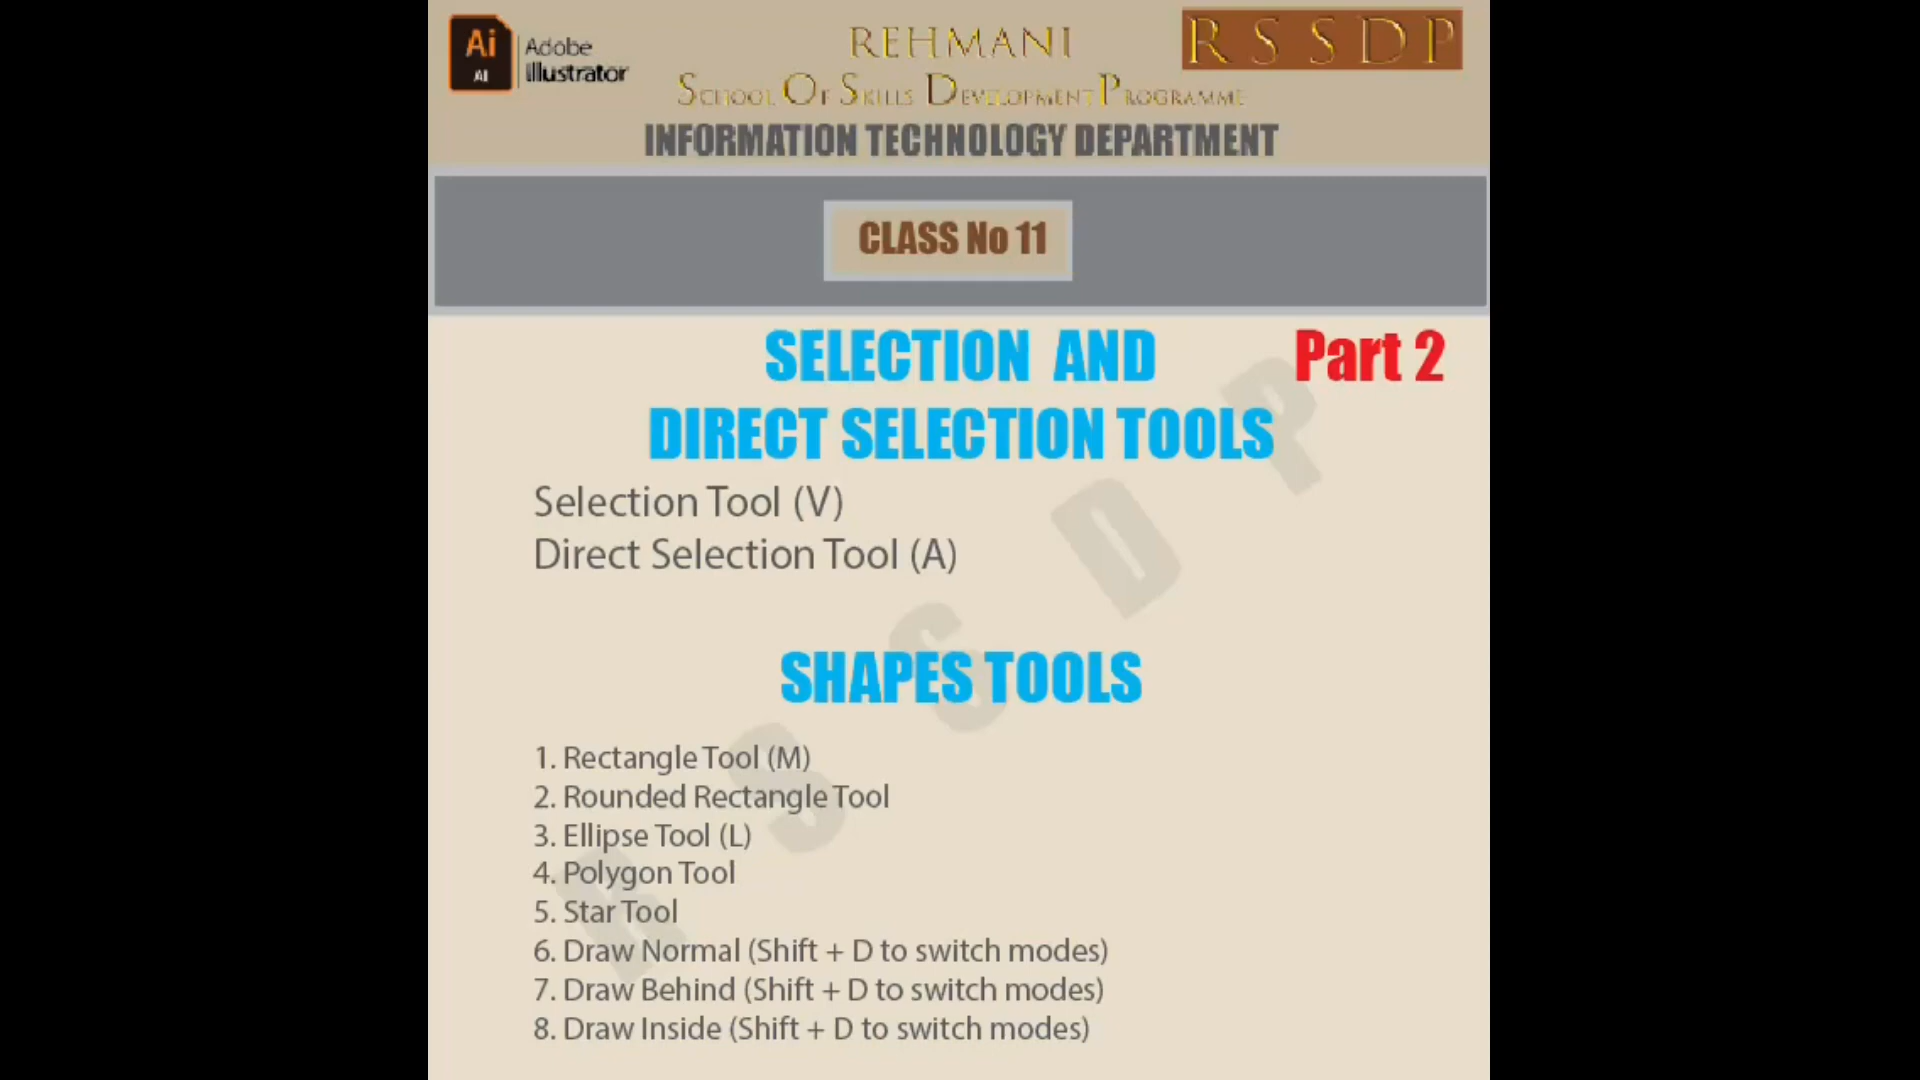 Ai
AI
Adobe
Illustrator
REHMANI
SCHOOL OF SKILLS DEVELOPMENT PROGRAMME
RSSDP
INFORMATION TECHNOLOGY DEPARTMENT
CLASS No 11
SELECTION AND
Part 2
DIRECT SELECTION TOOLS
Selection Tool (V)
Direct Selection Tool (A)
SHAPES TOOLS
1. Rectangle Tool (M)
2. Rounded Rectangle Tool
3. Ellipse Tool (L)
4. Polygon Tool
5. Star Tool
6. Draw Normal (Shift + D to switch modes)
7. Draw Behind (Shift + D to switch modes)
8. Draw Inside (Shift + D to switch modes)
R S S D P